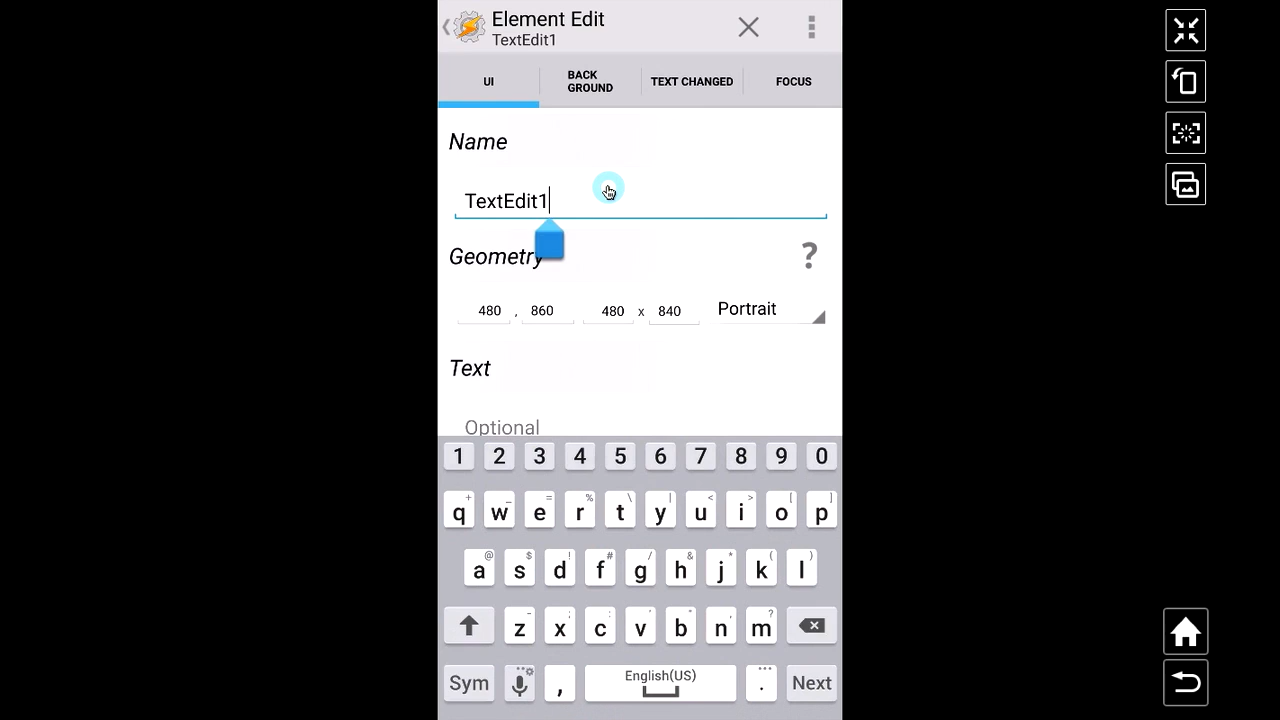 Element Edit
TextEdit1
UI
BACK
GROUND
TEXT CHANGED
FOCUS
Name
TextEdit1
Geometry
?
480 , 860 480 x 840 Portrait
Text
Optional
1 2 3 4 5 6 7 8 9 0
+ _ = % \ | < > [ ]
q w e r t y u i o p
@ $ ! # / & * ( )
a s d f g h j k l
- ; : ' " , ?
z x c v b n m
Sym , English(US) . Next